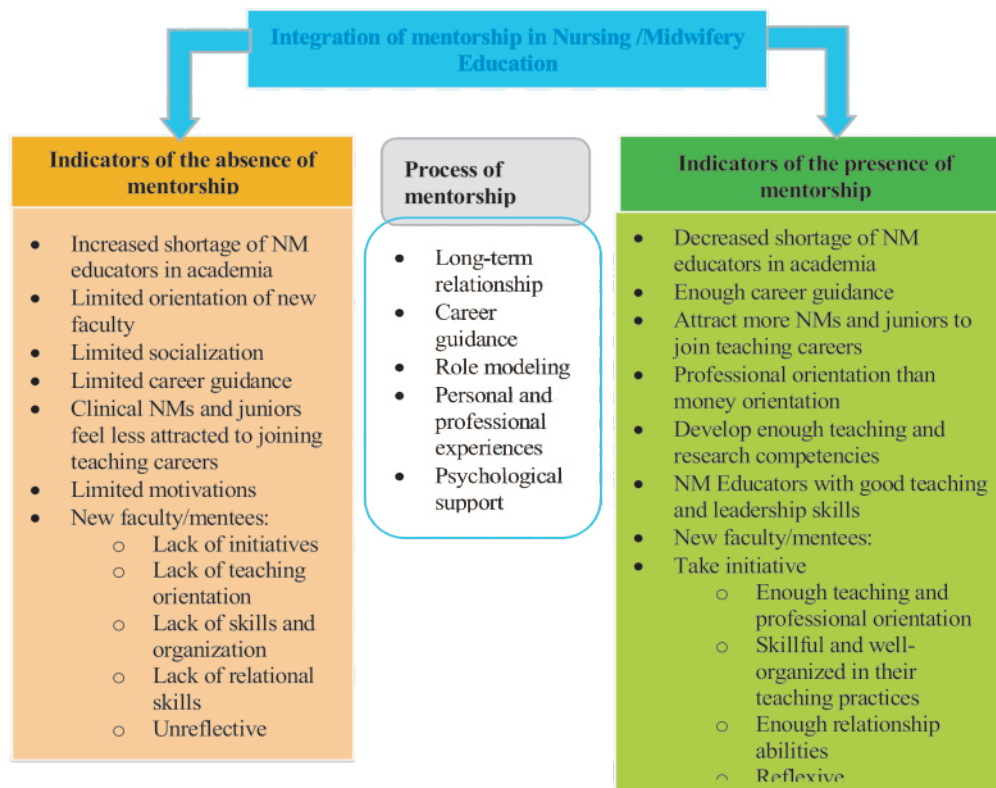 Integration of mentorship in Nursing /Midwifery
Education
Indicators of the absence of
mentorship
• Increased shortage of NM
educators in academia
• Limited orientation of new
faculty
• Limited socialization
• Limited career guidance
• Clinical NMs and juniors
feel less attracted to joining
teaching careers
• Limited motivations
• New faculty/mentees:
o Lack of initiatives
o Lack of teaching
orientation
o Lack of skills and
organization
o Lack of relational
skills
o Unreflective
Process of
mentorship
• Long-term
relationship
• Career
guidance
• Role modeling
• Personal and
professional
experiences
• Psychological
support
Indicators of the presence of
mentorship
• Decreased shortage of NM
educators in academia
• Enough career guidance
• Attract more NMs and juniors to
join teaching careers
• Professional orientation than
money orientation
• Develop enough teaching and
research competencies
• NM Educators with good teaching
and leadership skills
• New faculty/mentees:
• Take initiative
o Enough teaching and
professional orientation
o Skillful and well-
organized in their
teaching practices
o Enough relationship
abilities
o Reflexive